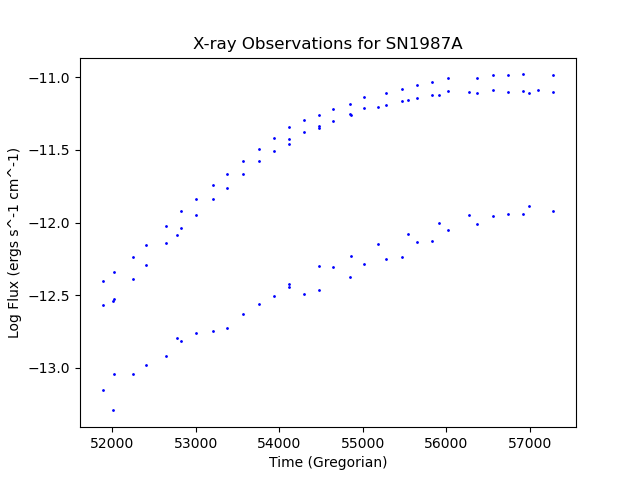 X-ray Observations for SN1987A
Log Flux (ergs s^-1 cm^-1)
−11.0
−11.5
−12.0
−12.5
−13.0
52000 53000 54000 55000 56000 57000
Time (Gregorian)